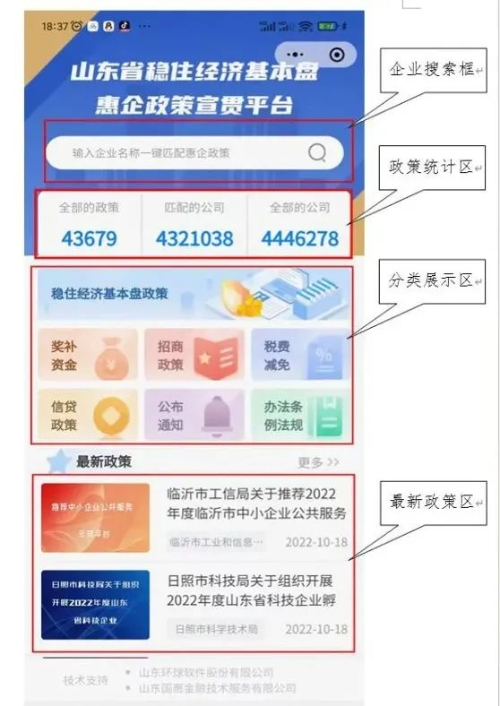 18:37
山东省稳住经济基本盘
惠企政策宣贯平台
企业搜索框
输入企业名称一键匹配惠企政策
政策统计区
全部的政策
匹配的公司
全部的公司
43679
4321038
4446278
分类展示区
稳住经济基本盘政策
奖补
资金
招商
政策
税费
减免
信贷
政策
公布
通知
办法条
例法规
最新政策
更多 >>
最新政策区
推荐中小企业公共服务
临沂市工信局关于推荐2022
年度临沂市中小企业公共服务
临沂市工业和信息…
2022-10-18
日照市科技局关于组织
开展2022年度山东
省科技企业
日照市科技局关于组织开展
2022年度山东省科技企业孵
日照市科学技术局
2022-10-18
技术支持
• 山东环球软件股份有限公司
• 山东国高金融技术服务有限公司